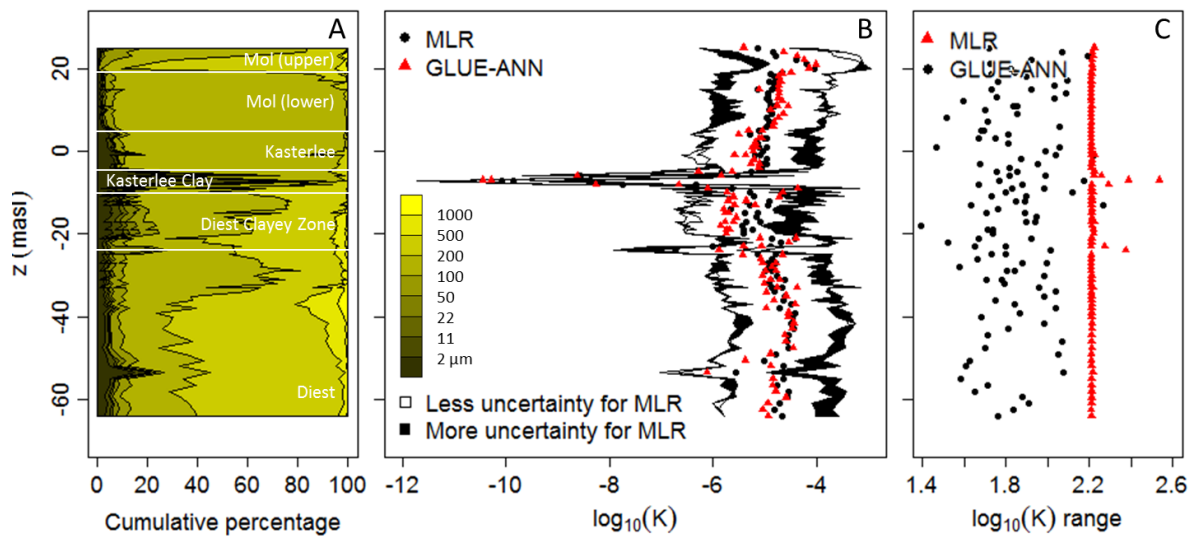 A
B
C
Mol (upper)
Mol (lower)
Kasterlee
Kasterlee Clay
Diest Clayey Zone
Diest
z (masl)
20
0
-20
-40
-60
0 20 40 60 80 100
Cumulative percentage
MLR
GLUE-ANN
1000
500
200
100
50
22
11
2 µm
Less uncertainty for MLR
More uncertainty for MLR
-12 -10 -8 -6 -4
log10(K)
MLR
GLUE-ANN
1.4 1.8 2.2 2.6
log10(K) range